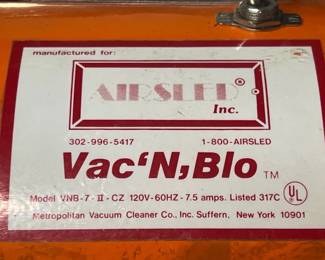 manufactured for:
AIRSLED®
Inc.
302-996-5417 1-800-AIRSLED
Vac'N,Blo TM
Model VNB-7-II-CZ 120V-60HZ-7.5 amps. Listed 317C UL
Metropolitan Vacuum Cleaner Co., Inc. Suffern, New York 10901